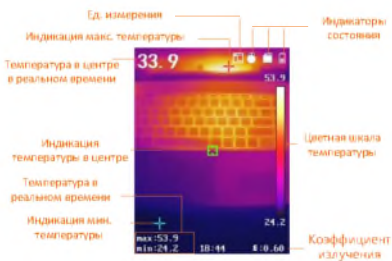 Ед. измерения
Индикация макс. температуры
Индикаторы
состояния
Температура в центре
в реальном времени
33.9
53.9
Индикация
температуры в центре
Цветная шкала
температуры
Температура в
реальном времени
Индикация мин.
температуры
24.2
max:53.9
min:24.2
18:44
0.60
Коэффициент
излучения